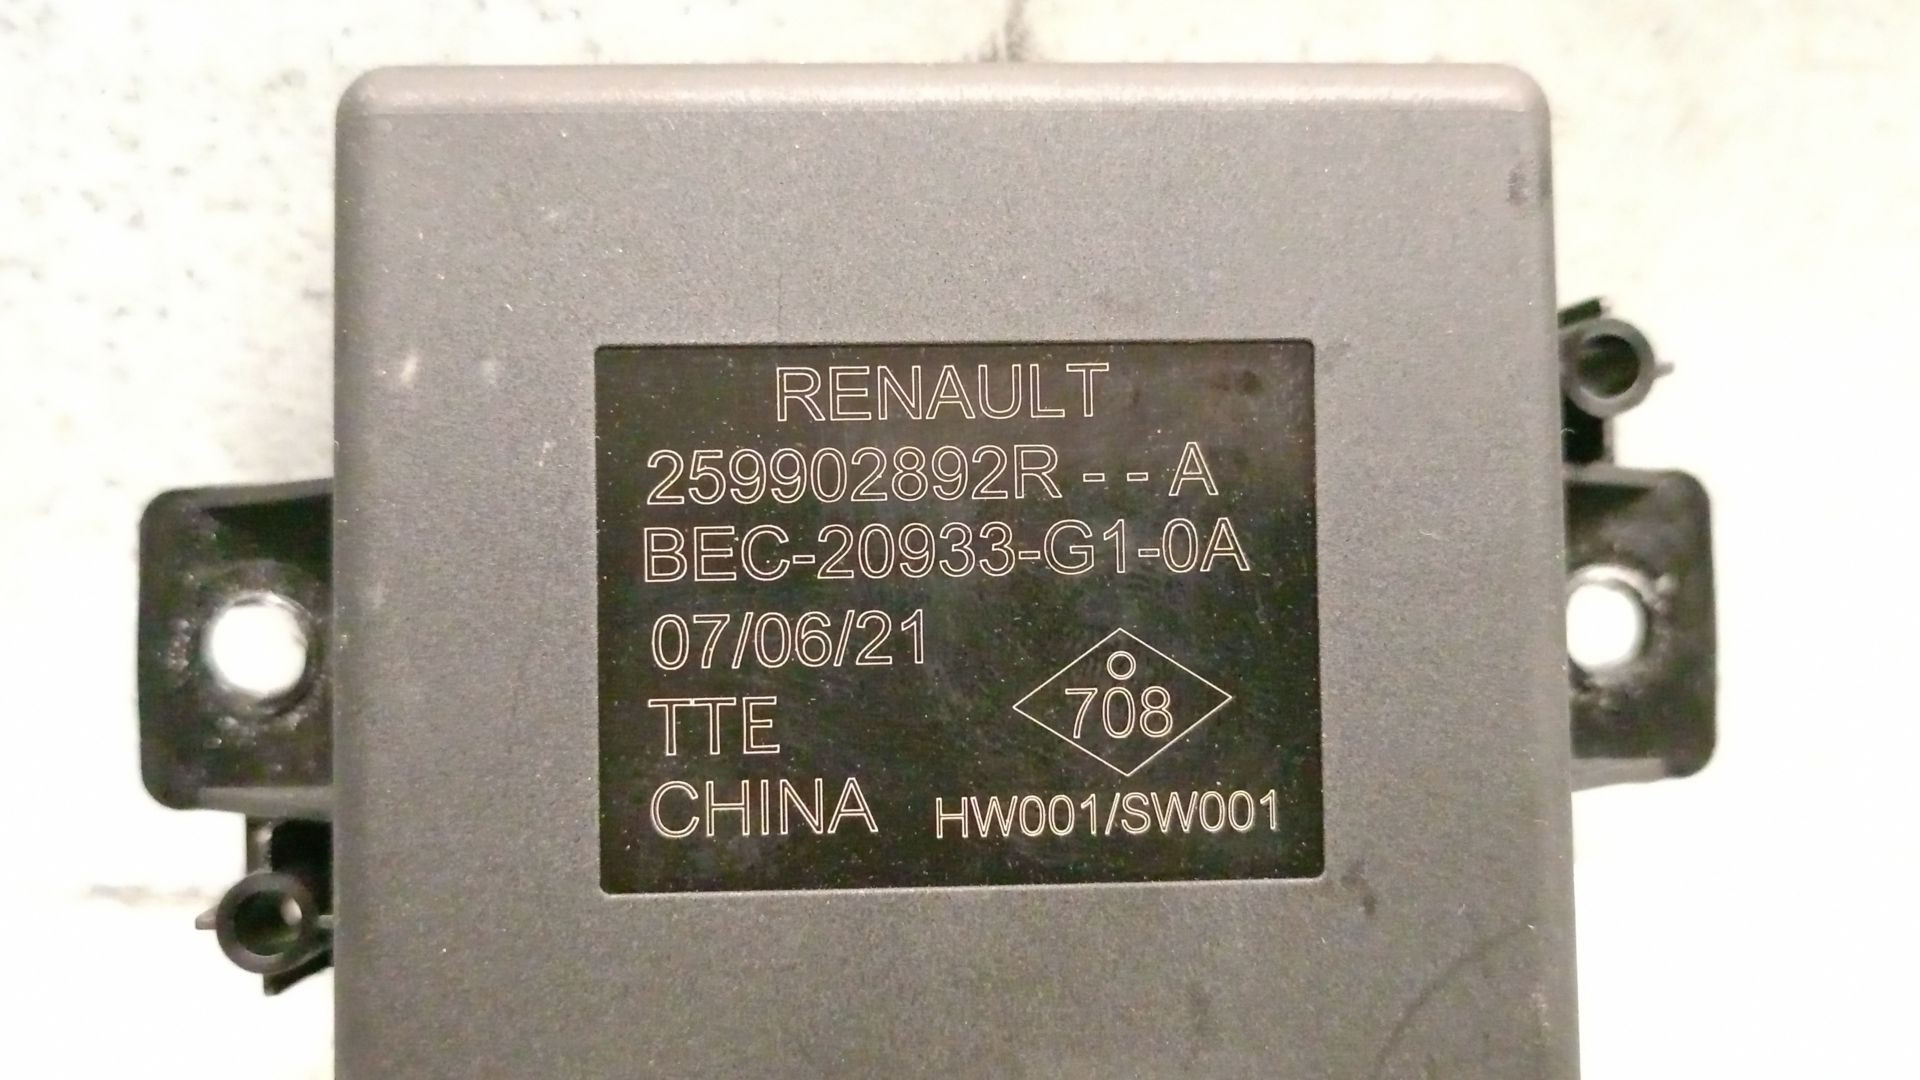 RENAULT
259902892R - - A
BEC-20933-G1-0A
07/06/21
TTE
708
CHINA HW001/SW001